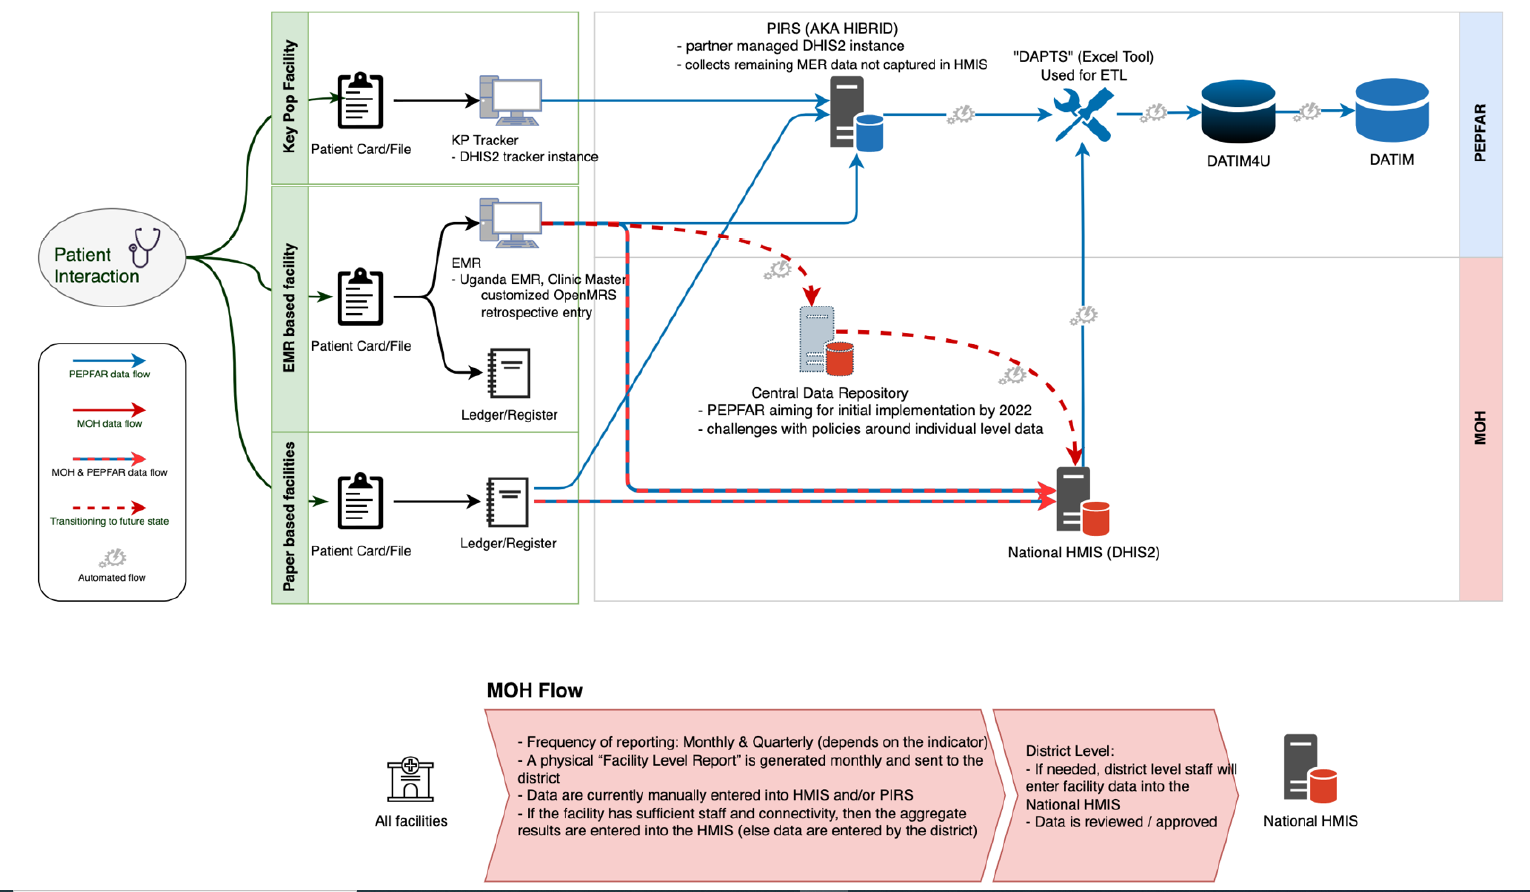 PIRS (AKA HIBRID)
- partner managed DHIS2 instance
- collects remaining MER data not captured in HMIS
"DAPTS" (Excel Tool)
Used for ETL
Key Pop Facility
Patient Card/File
KP Tracker
- DHIS2 tracker instance
DATIM4U
DATIM
PEPFAR
Patient
Interaction
EMR based facility
Patient Card/File
EMR
- Uganda EMR, Clinic Master
customized OpenMRS
retrospective entry
Ledger/Register
Central Data Repository
- PEPFAR aiming for initial implementation by 2022
- challenges with policies around individual level data
MOH
PEPFAR data flow
MOH data flow
MOH & PEPFAR data flow
Transitioning to future state
Automated flow
Paper based facilities
Patient Card/File
Ledger/Register
National HMIS (DHIS2)
MOH Flow
All facilities
- Frequency of reporting: Monthly & Quarterly (depends on the indicator)
- A physical “Facility Level Report” is generated monthly and sent to the
district
- Data are currently manually entered into HMIS and/or PIRS
- If the facility has sufficient staff and connectivity, then the aggregate
results are entered into the HMIS (else data are entered by the district)
District Level:
- If needed, district level staff will
enter facility data into the
National HMIS
- Data is reviewed / approved
National HMIS